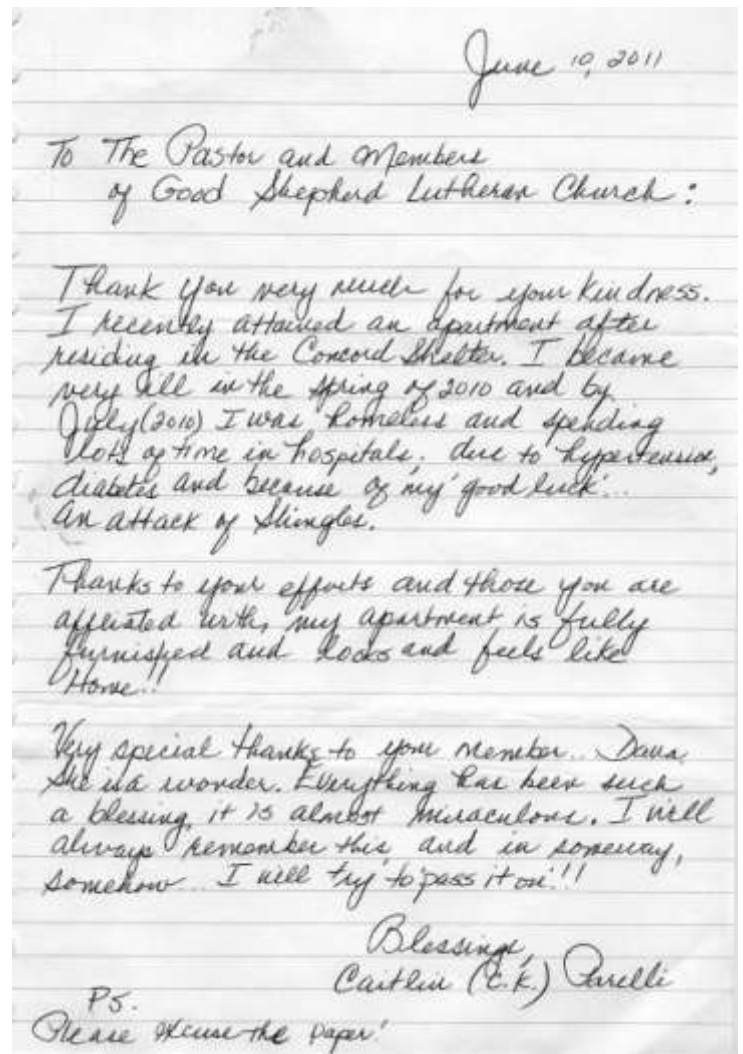 June 10, 2011
To The Pastor and Members
of Good Shepherd Lutheran Church:
Thank you very much for your kindness.
I recently attained an apartment after
residing in the Concord Shelter. I became
very ill in the spring of 2010 and by
July (2010) I was homeless and spending
lots of time in hospitals; due to hypertension,
diabetes and because of my 'good luck'...
An attack of Shingles.
Thanks to your efforts and those you are
affliated with, my apartment is fully
furnished and looks and feels like
"Home"!!
Very special thanks to your member.. Dana.
She is a wonder. Everything has been such
a blessing, it is almost miraculous. I will
always remember this, and in someway,
somehow... I will try to 'pass it on'!!!
Blessings,
Caitlin (C.K.) Parelli
PS.
Please excuse the paper!